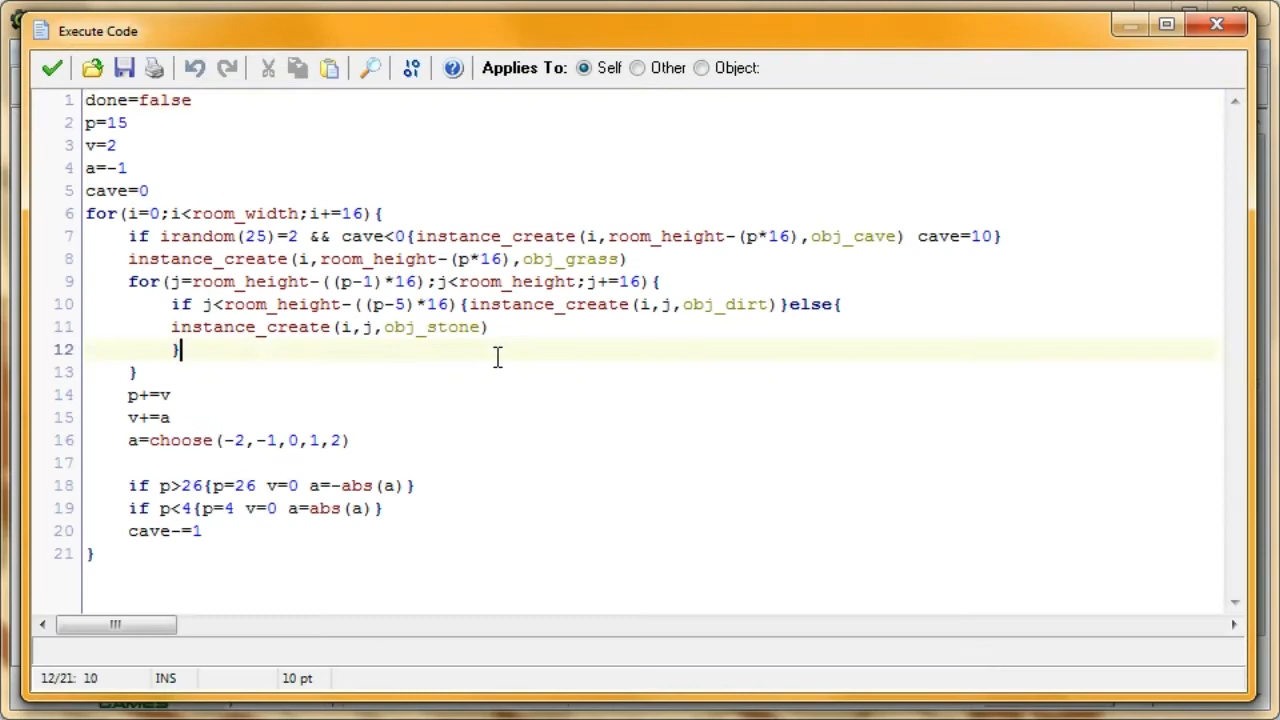 Execute Code
Applies To: Self Other Object:
1 done=false
2 p=15
3 v=2
4 a=-1
5 cave=0
6 for(i=0;i<room_width;i+=16){
7 if irandom(25)=2 && cave<0{instance_create(i,room_height-(p*16),obj_cave) cave=10}
8 instance_create(i,room_height-(p*16),obj_grass)
9 for(j=room_height-((p-1)*16);j<room_height;j+=16){
10 if j<room_height-((p-5)*16){instance_create(i,j,obj_dirt)}else{
11 instance_create(i,j,obj_stone)
12 }
13 }
14 p+=v
15 v+=a
16 a=choose(-2,-1,0,1,2)
17
18 if p>26{p=26 v=0 a=-abs(a)}
19 if p<4{p=4 v=0 a=abs(a)}
20 cave-=1
21 }
12/21: 10 INS 10 pt
GAMES